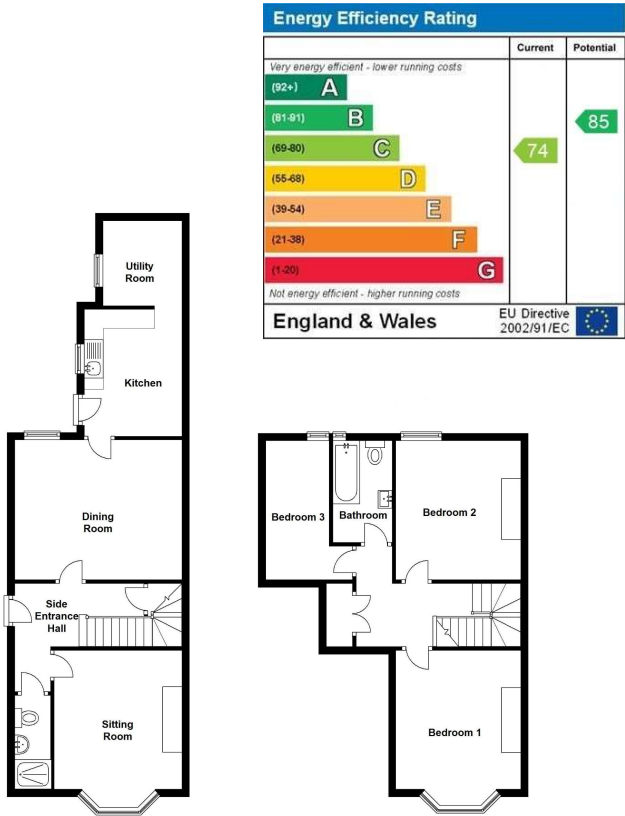 Energy Efficiency Rating
Current
Potential
Very energy efficient - lower running costs
(92+) A
(81-91) B
(69-80) C
(55-68) D
(39-54) E
(21-38) F
(1-20) G
74
85
Not energy efficient - higher running costs
England & Wales
EU Directive
2002/91/EC
Utility
Room
Kitchen
Dining
Room
Side
Entrance
Hall
Sitting
Room
Bedroom 3
Bathroom
Bedroom 2
Bedroom 1